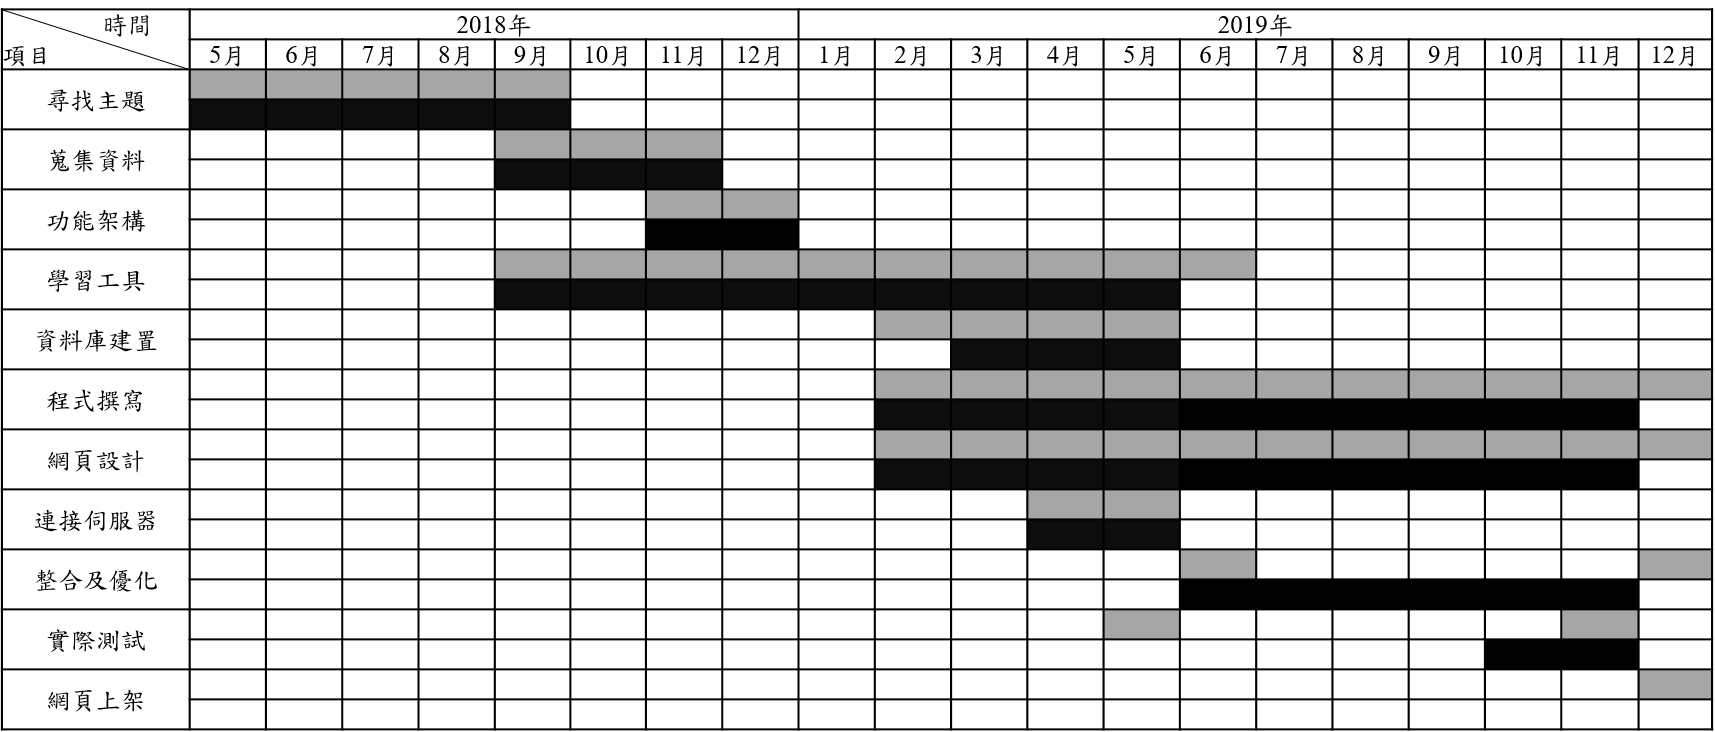 時間 2018年 2019年
項目 5月 6月 7月 8月 9月 10月 11月 12月 1月 2月 3月 4月 5月 6月 7月 8月 9月 10月 11月 12月
尋找主題
蒐集資料
功能架構
學習工具
資料庫建置
程式撰寫
網頁設計
連接伺服器
整合及優化
實際測試
網頁上架